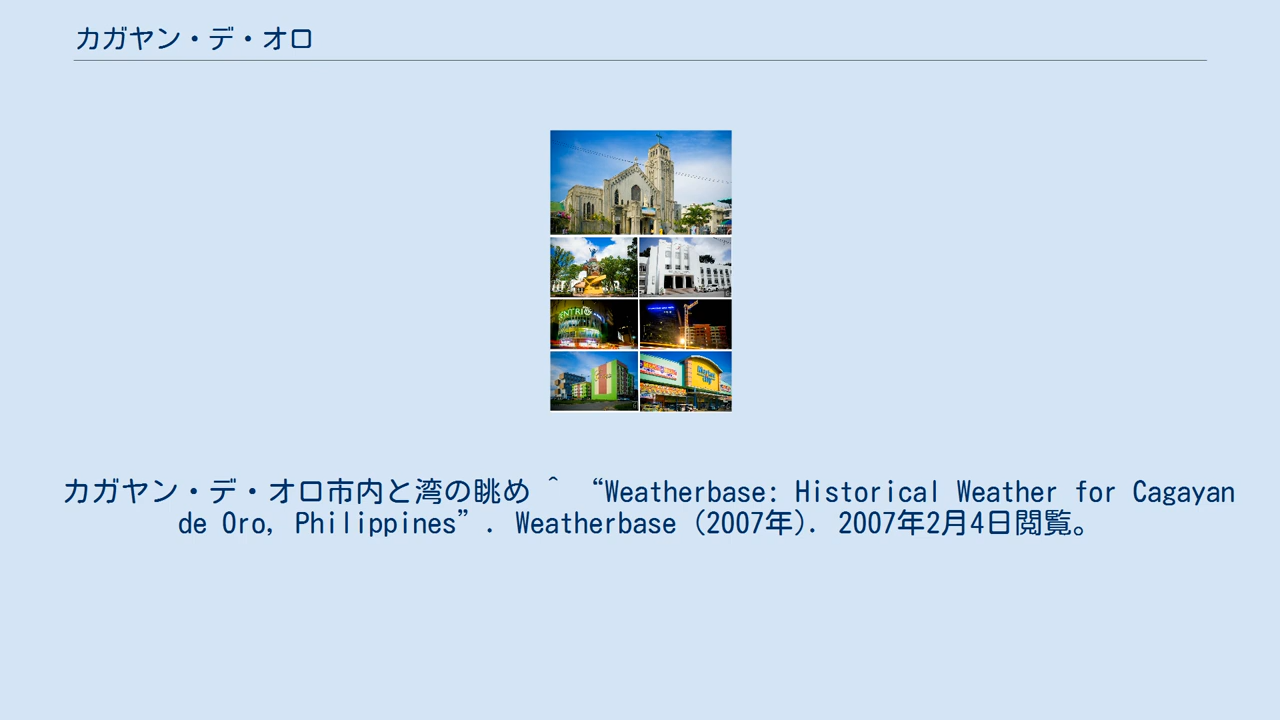 カガヤン・デ・オロ
カガヤン・デ・オロ市内と湾の眺め ^ “Weatherbase: Historical Weather for Cagayan
de Oro, Philippines”. Weatherbase (2007年). 2007年2月4日閲覧。